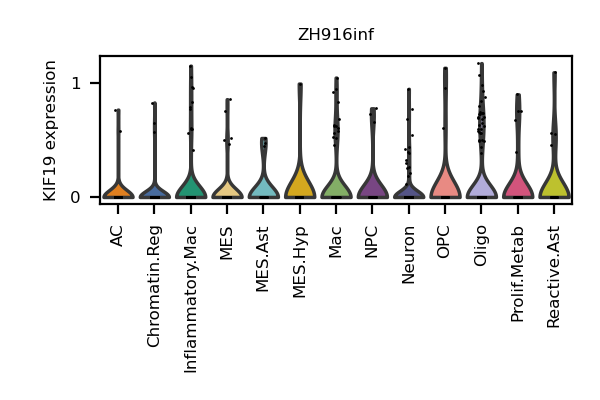 ZH916inf
KIF19 expression
1
0
AC
Chromatin.Reg
Inflammatory.Mac
MES
MES.Ast
MES.Hyp
Mac
NPC
Neuron
OPC
Oligo
Prolif.Metab
Reactive.Ast